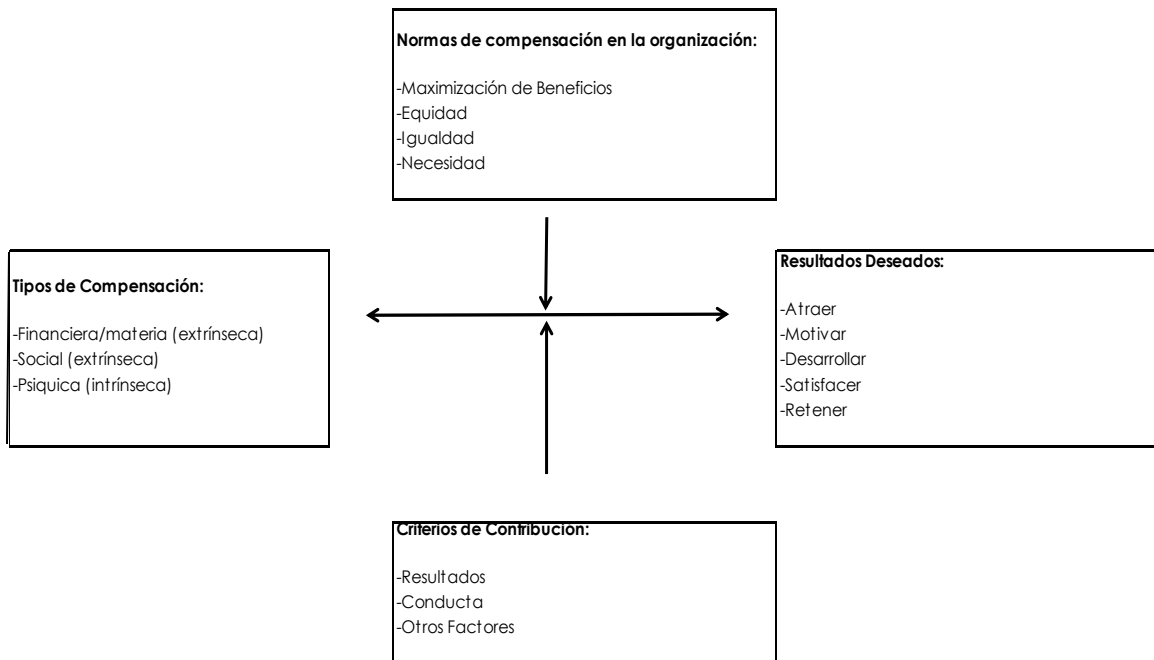 Normas de compensación en la organización:
-Maximización de Beneficios
-Equidad
-Igualdad
-Necesidad
Tipos de Compensación:
-Financiera/materia (extrínseca)
-Social (extrínseca)
-Psiquica (intrínseca)
Resultados Deseados:
-Atraer
-Motivar
-Desarrollar
-Satisfacer
-Retener
Criterios de Contribución:
-Resultados
-Conducta
-Otros Factores